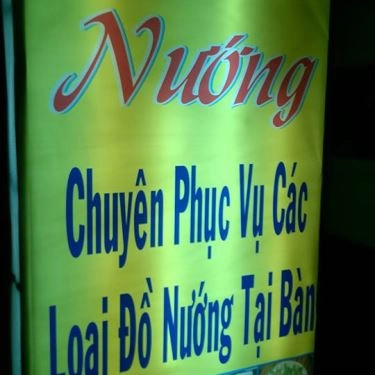 Nướng
Chuyên Phục Vụ Các
Loại Đồ Nướng Tại Bàn